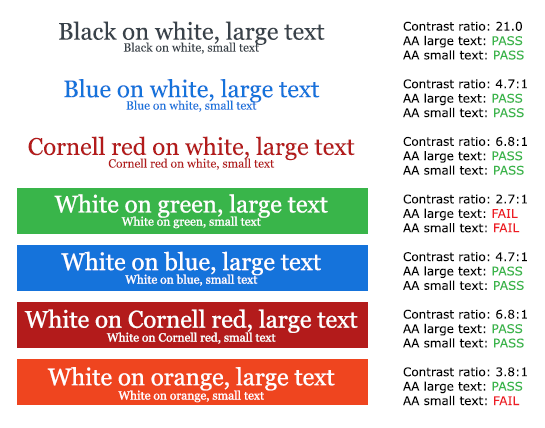 Black on white, large text
Black on white, small text
Contrast ratio: 21.0
AA large text: PASS
AA small text: PASS
Blue on white, large text
Blue on white, small text
Contrast ratio: 4.7:1
AA large text: PASS
AA small text: PASS
Cornell red on white, large text
Cornell red on white, small text
Contrast ratio: 6.8:1
AA large text: PASS
AA small text: PASS
White on green, large text
White on green, small text
Contrast ratio: 2.7:1
AA large text: FAIL
AA small text: FAIL
White on blue, large text
White on blue, small text
Contrast ratio: 4.7:1
AA large text: PASS
AA small text: PASS
White on Cornell red, large text
White on Cornell red, small text
Contrast ratio: 6.8:1
AA large text: PASS
AA small text: PASS
White on orange, large text
White on orange, small text
Contrast ratio: 3.8:1
AA large text: PASS
AA small text: FAIL